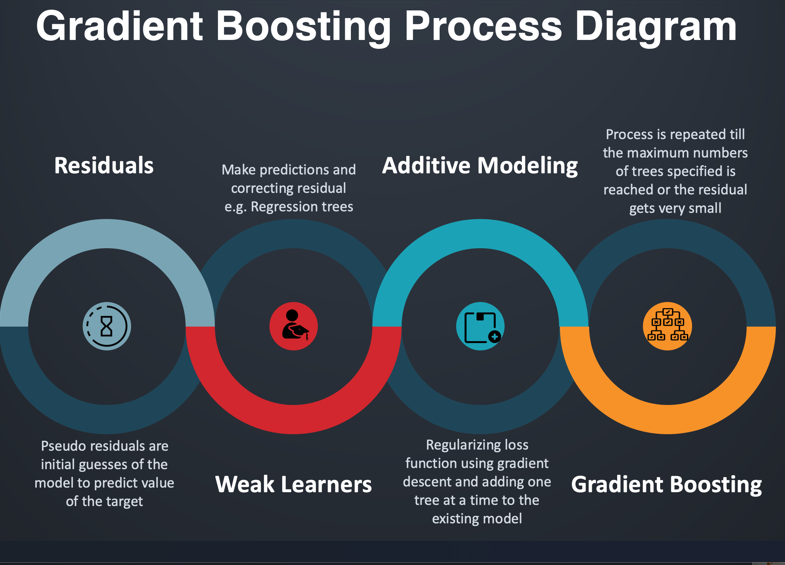 Gradient Boosting Process Diagram
Residuals
Pseudo residuals are
initial guesses of the
model to predict value
of the target
Make predictions and
correcting residual
e.g. Regression trees
Weak Learners
Additive Modeling
Regularizing loss
function using gradient
descent and adding one
tree at a time to the
existing model
Process is repeated till
the maximum numbers
of trees specified is
reached or the residual
gets very small
Gradient Boosting